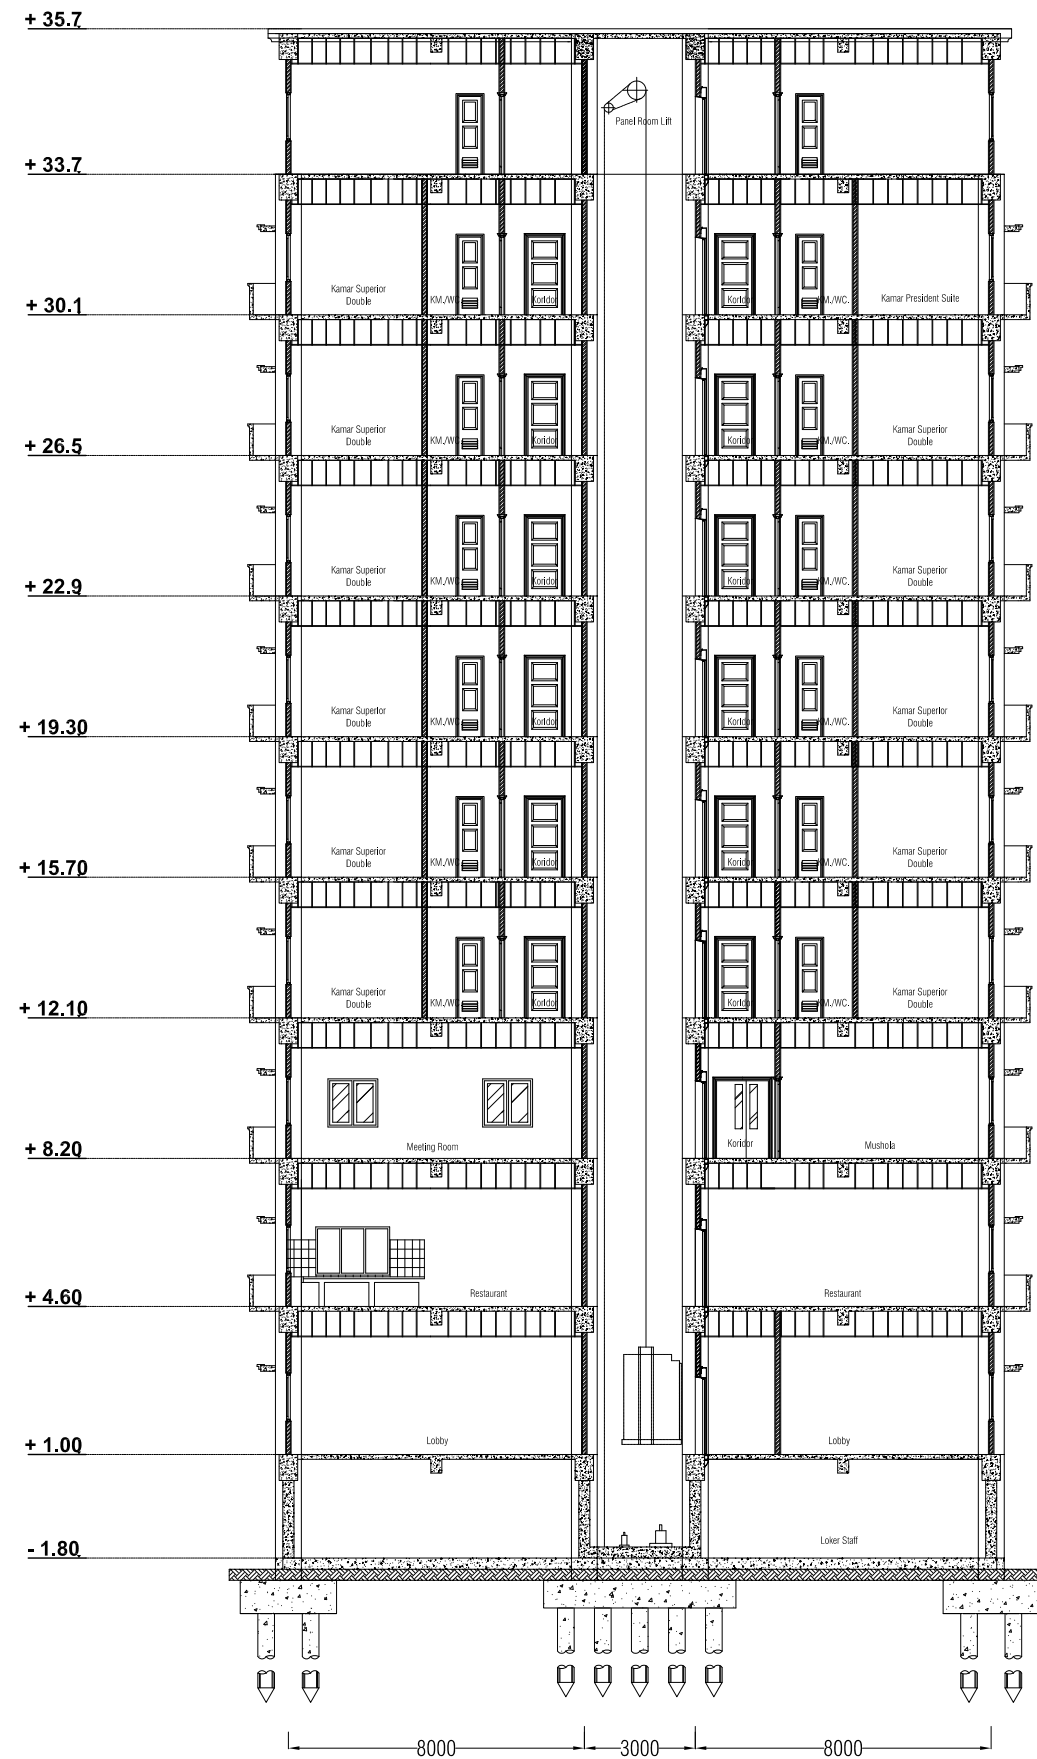 + 35.7
Panel Room Lift
+ 33.7
Kamar Superior
Double
KM./WC.
Koridor
Koridor
KM./WC.
Kamar President Suite
+ 30.1
Kamar Superior
Double
KM./WC.
Koridor
Koridor
KM./WC.
Kamar Superior
Double
+ 26.5
Kamar Superior
Double
KM./WC.
Koridor
Koridor
KM./WC.
Kamar Superior
Double
+ 22.9
Kamar Superior
Double
KM./WC.
Koridor
Koridor
KM./WC.
Kamar Superior
Double
+ 19.30
Kamar Superior
Double
KM./WC.
Koridor
Koridor
KM./WC.
Kamar Superior
Double
+ 15.70
Kamar Superior
Double
KM./WC.
Koridor
Koridor
KM./WC.
Kamar Superior
Double
+ 12.10
Meeting Room
Koridor
Mushola
+ 8.20
Restaurant
Restaurant
+ 4.60
Lobby
Lobby
+ 1.00
Loker Staff
- 1.80
8000
3000
8000